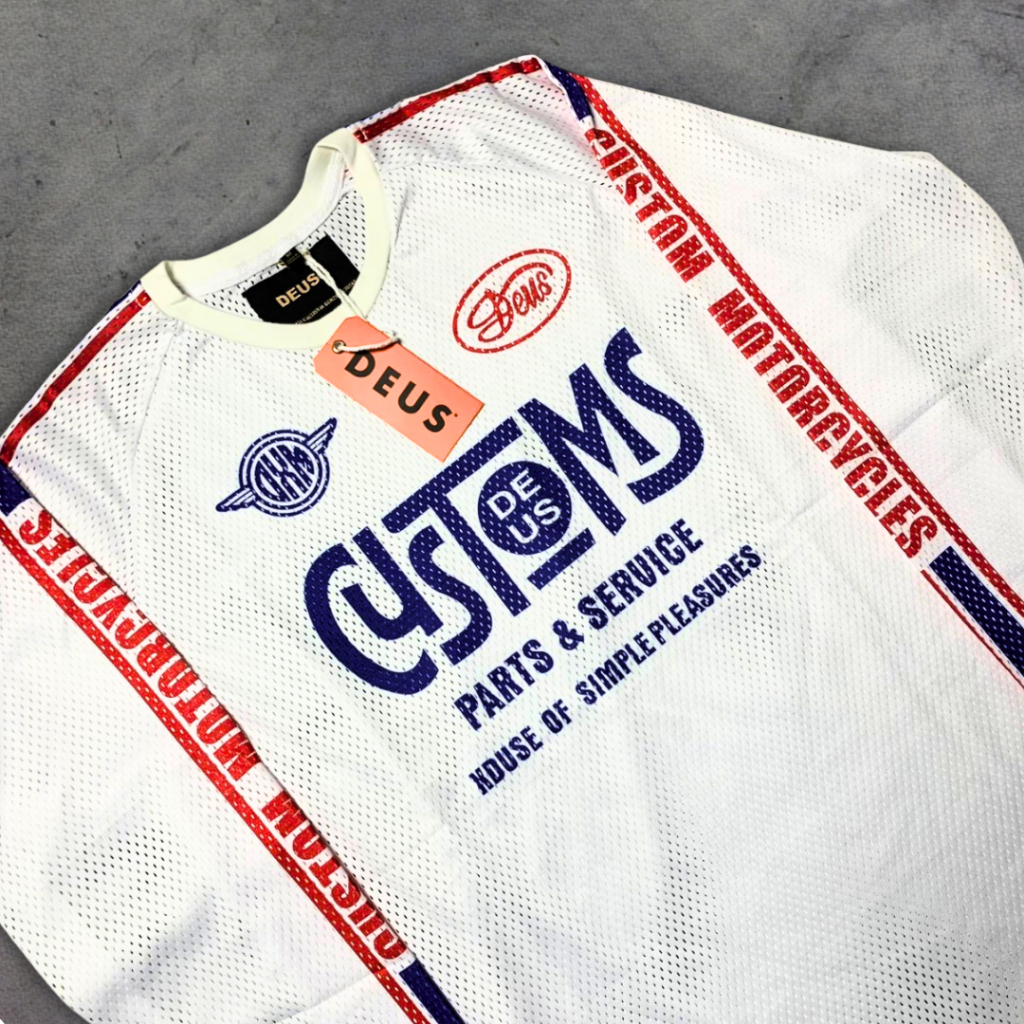 DEUS
DEUS
Deus
CUSTOMS
DE
US
PARTS & SERVICE
HOUSE OF SIMPLE PLEASURES
CUSTOM MOTORCYCLES
CUSTOM MOTORCYCLES